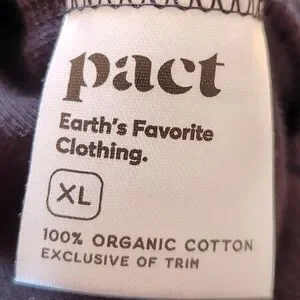 pact
Earth's Favorite
Clothing.
XL
100% ORGANIC COTTON
EXCLUSIVE OF TRIM